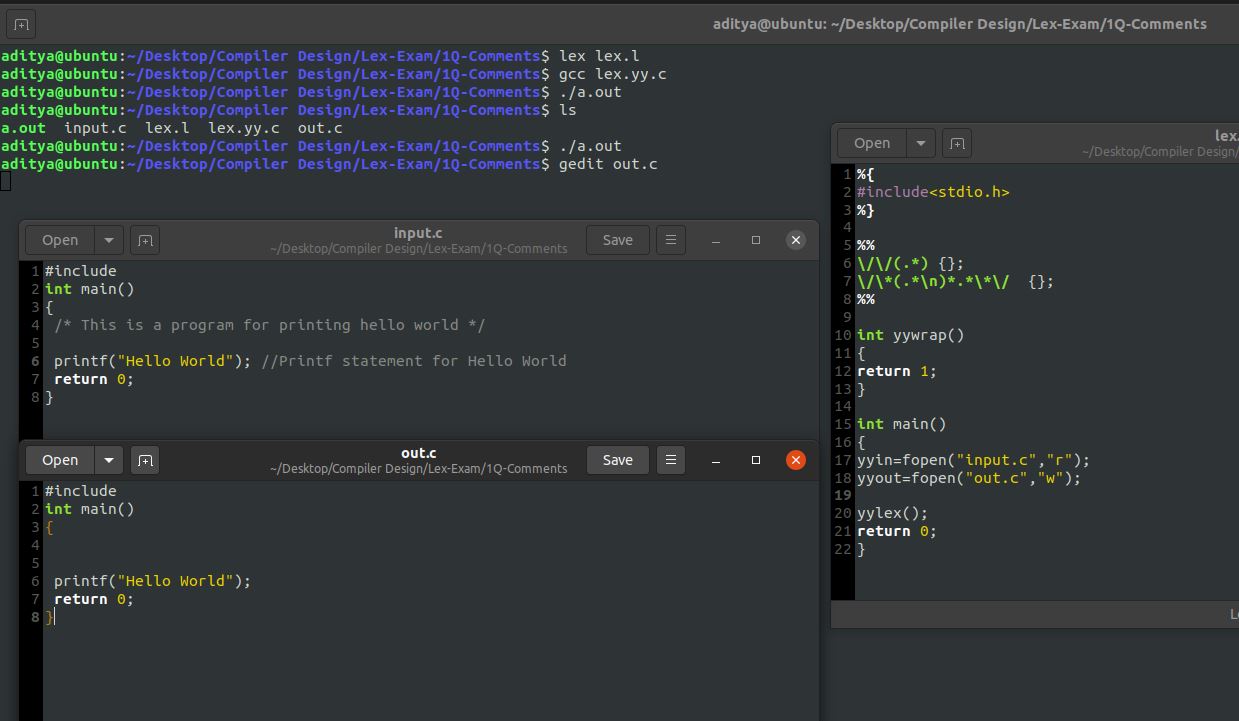 aditya@ubuntu: ~/Desktop/Compiler Design/Lex-Exam/1Q-Comments
aditya@ubuntu:~/Desktop/Compiler Design/Lex-Exam/1Q-Comments$ lex lex.l
aditya@ubuntu:~/Desktop/Compiler Design/Lex-Exam/1Q-Comments$ gcc lex.yy.c
aditya@ubuntu:~/Desktop/Compiler Design/Lex-Exam/1Q-Comments$ ./a.out
aditya@ubuntu:~/Desktop/Compiler Design/Lex-Exam/1Q-Comments$ ls
a.out  input.c  lex.l  lex.yy.c  out.c
aditya@ubuntu:~/Desktop/Compiler Design/Lex-Exam/1Q-Comments$ ./a.out
aditya@ubuntu:~/Desktop/Compiler Design/Lex-Exam/1Q-Comments$ gedit out.c
Open input.c Save
~/Desktop/Compiler Design/Lex-Exam/1Q-Comments
1 #include
2 int main()
3 {
4  /* This is a program for printing hello world */
5
6  printf("Hello World"); //Printf statement for Hello World
7  return 0;
8 }
Open out.c Save
~/Desktop/Compiler Design/Lex-Exam/1Q-Comments
1 #include
2 int main()
3 {
4
5
6  printf("Hello World");
7  return 0;
8 }
Open lex.
~/Desktop/Compiler Design/
1 %{
2 #include<stdio.h>
3 %}
4
5 %%
6 \/\/(.*) {};
7 \/\*(.*\n)*.*\*\/  {};
8 %%
9
10 int yywrap()
11 {
12 return 1;
13 }
14
15 int main()
16 {
17 yyin=fopen("input.c","r");
18 yyout=fopen("out.c","w");
19
20 yylex();
21 return 0;
22 }